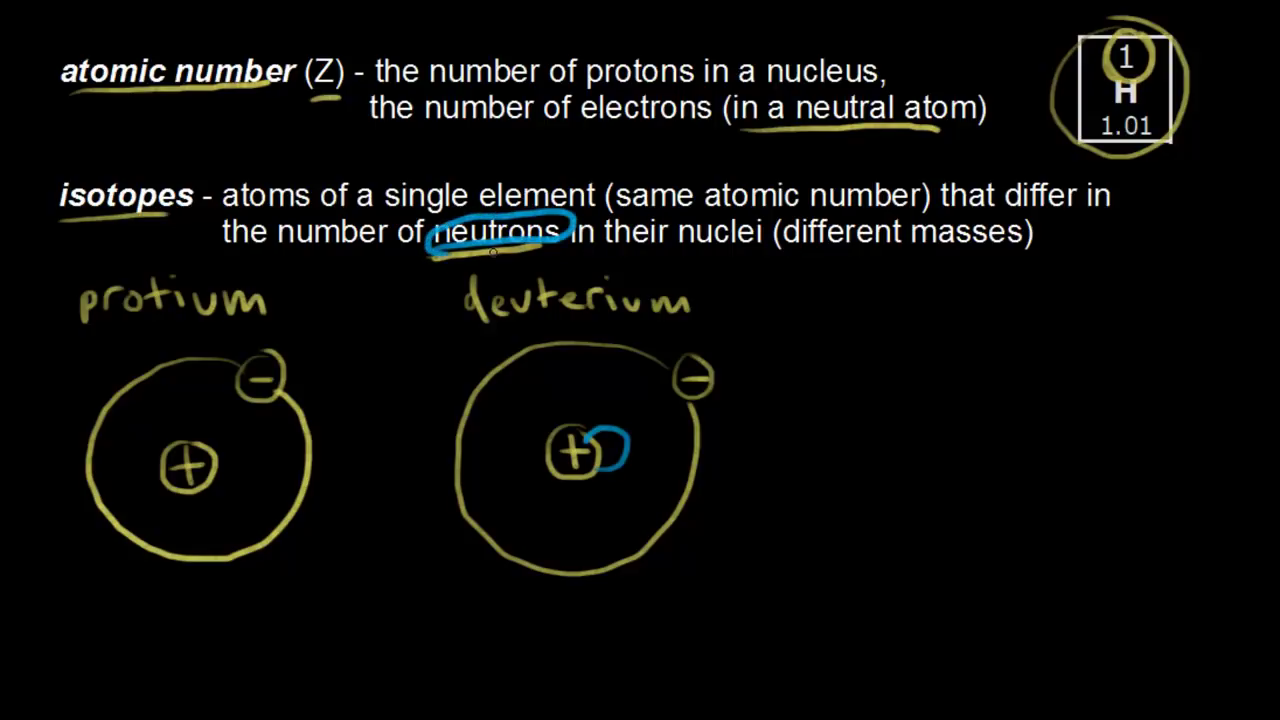 atomic number (Z) - the number of protons in a nucleus,
the number of electrons (in a neutral atom)
1
H
1.01
isotopes - atoms of a single element (same atomic number) that differ in
the number of neutrons in their nuclei (different masses)
protium
deuterium
-
-
+
+